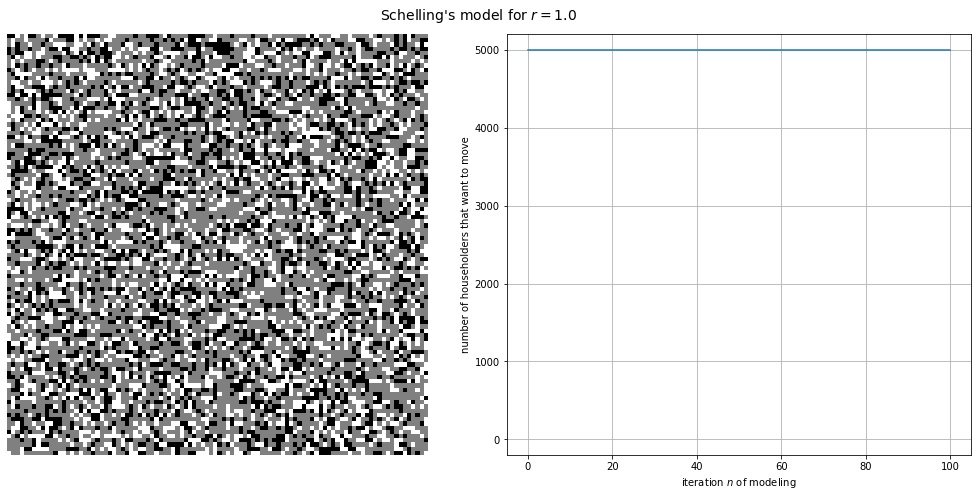 Schelling's model for r = 1.0
5000
4000
3000
2000
1000
0
number of householders that want to move
0 20 40 60 80 100
iteration n of modeling